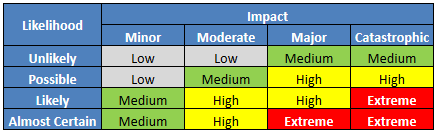 Likelihood Impact
Minor Moderate Major Catastrophic
Unlikely Low Low Medium Medium
Possible Low Medium High High
Likely Medium High High Extreme
Almost Certain Medium High Extreme Extreme